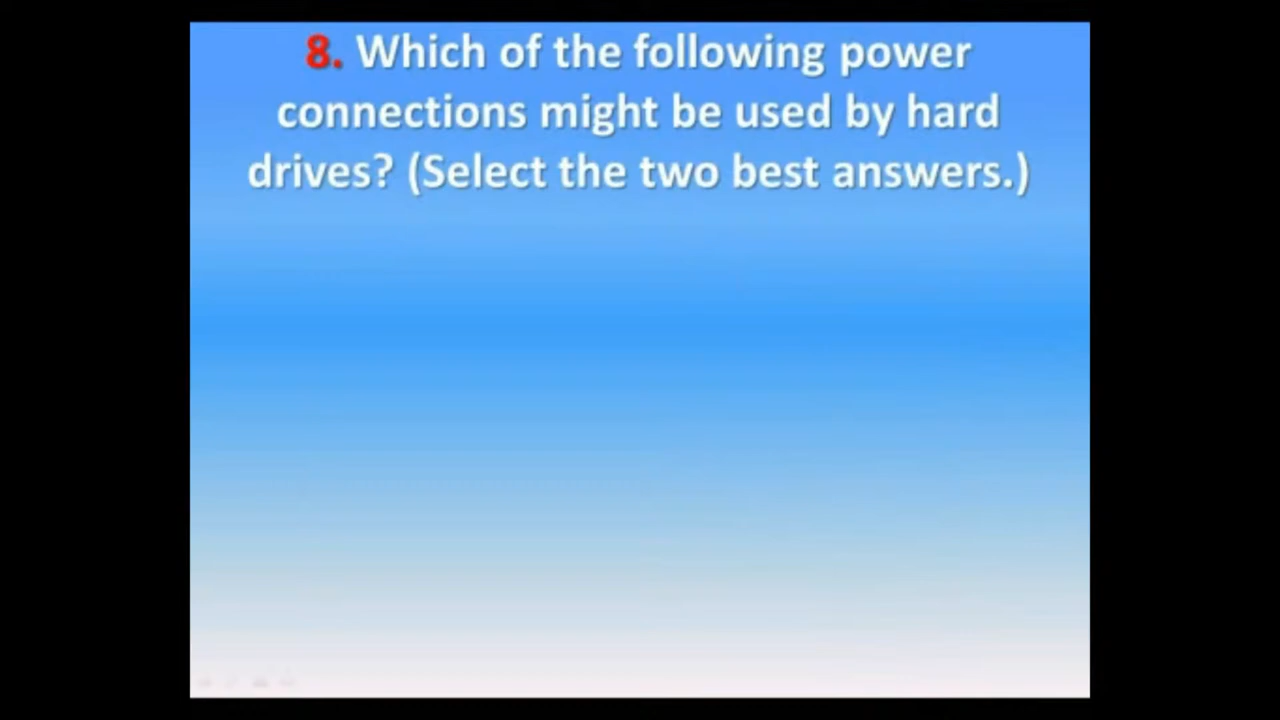 8. Which of the following power
connections might be used by hard
drives? (Select the two best answers.)